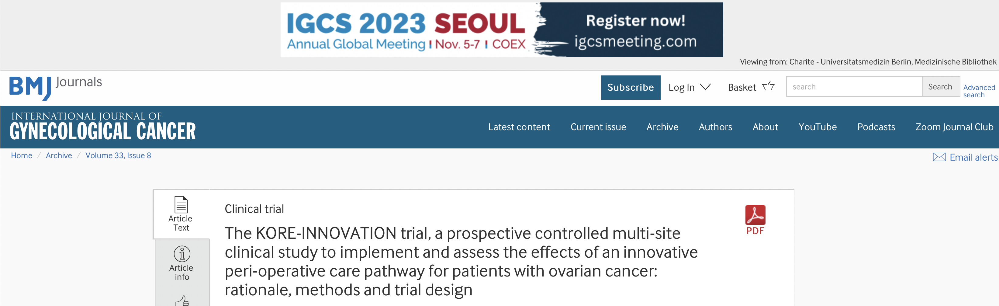 IGCS 2023 SEOUL
Annual Global Meeting I Nov. 5-7 I COEX
Register now!
igcsmeeting.com
Viewing from: Charite - Universitatsmedizin Berlin, Medizinische Bibliothek
BMJ Journals
Subscribe
Log In
Basket
search
Search
Advanced
search
INTERNATIONAL JOURNAL OF
GYNECOLOGICAL CANCER
Latest content
Current issue
Archive
Authors
About
YouTube
Podcasts
Zoom Journal Club
Home / Archive / Volume 33, Issue 8
Email alerts
Article
Text
Article
info
Clinical trial
The KORE-INNOVATION trial, a prospective controlled multi-site
clinical study to implement and assess the effects of an innovative
peri-operative care pathway for patients with ovarian cancer:
rationale, methods and trial design
PDF